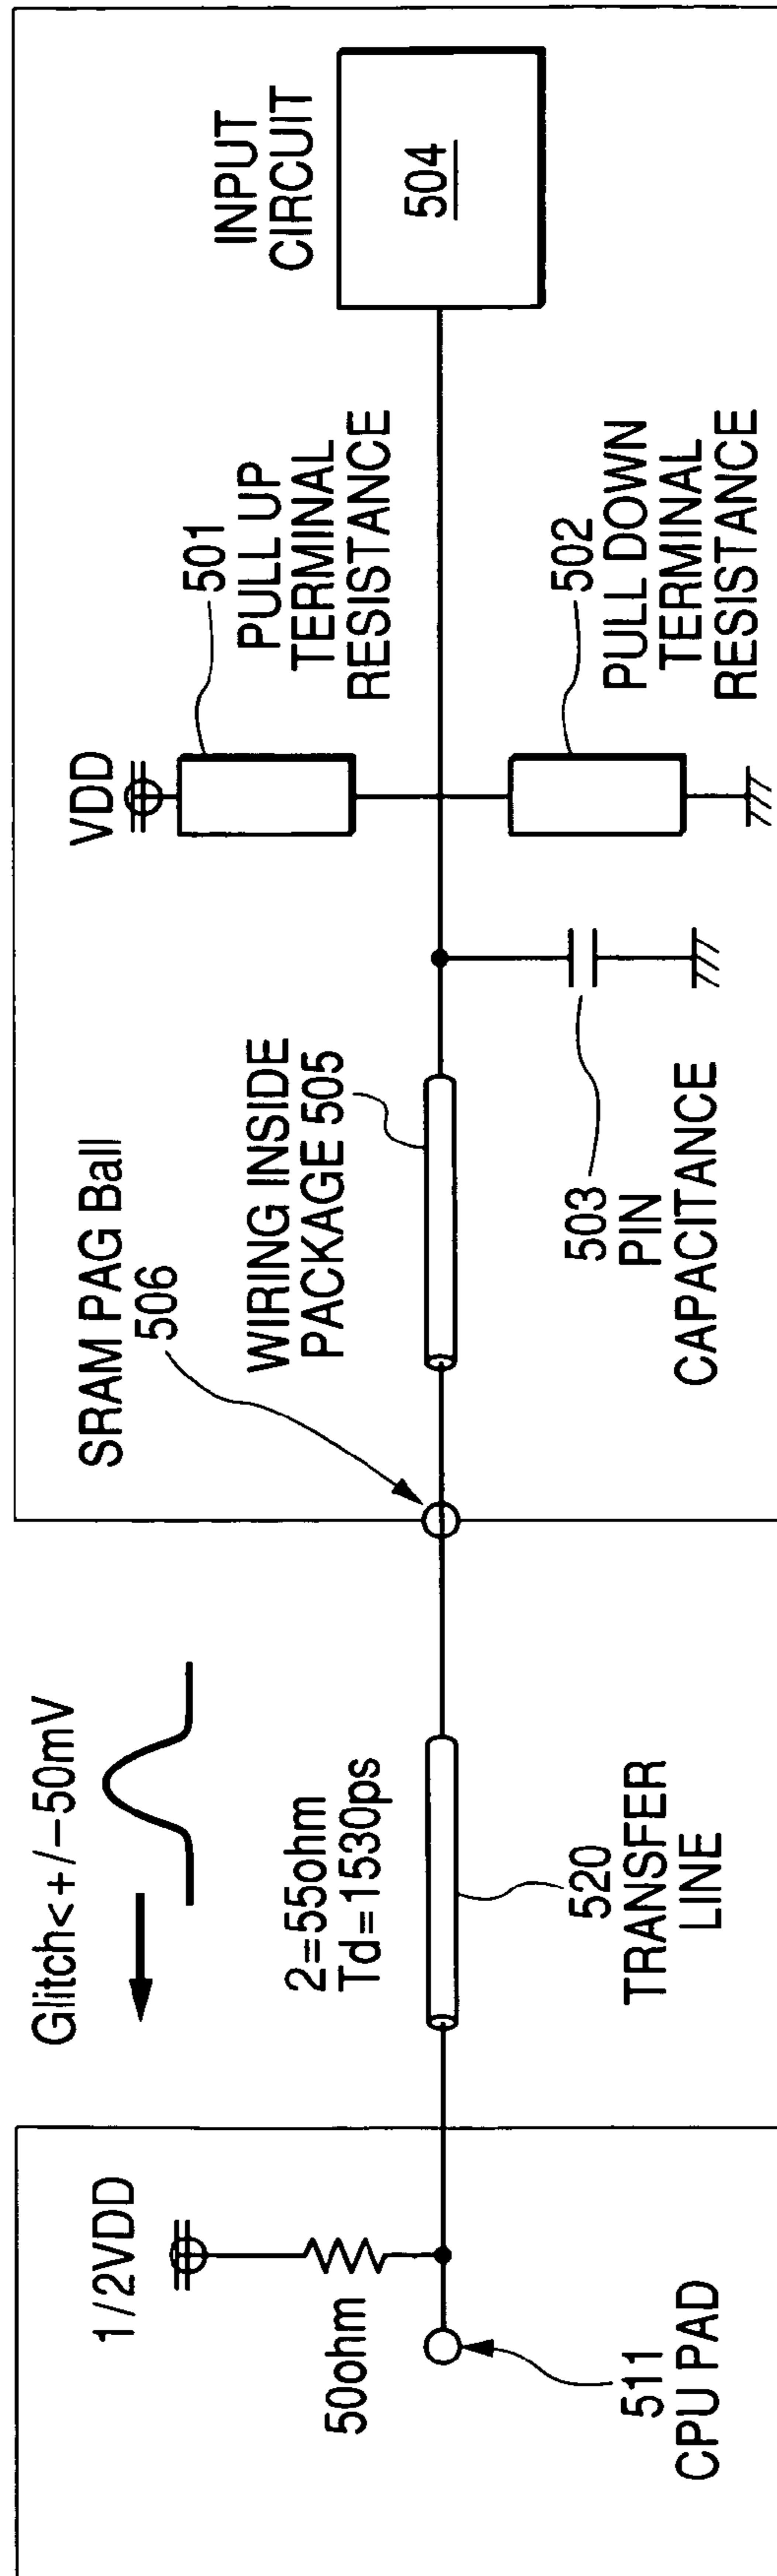 1/2VDD
50ohm
511
CPU PAD
Glitch<+/−50mV
2=55ohm
Td=1530ps
520
TRANSFER
LINE
SRAM PAG Ball
506
WIRING INSIDE
PACKAGE 505
503
PIN
CAPACITANCE
VDD
501
PULL UP
TERMINAL
RESISTANCE
502
PULL DOWN
TERMINAL
RESISTANCE
INPUT
CIRCUIT
504